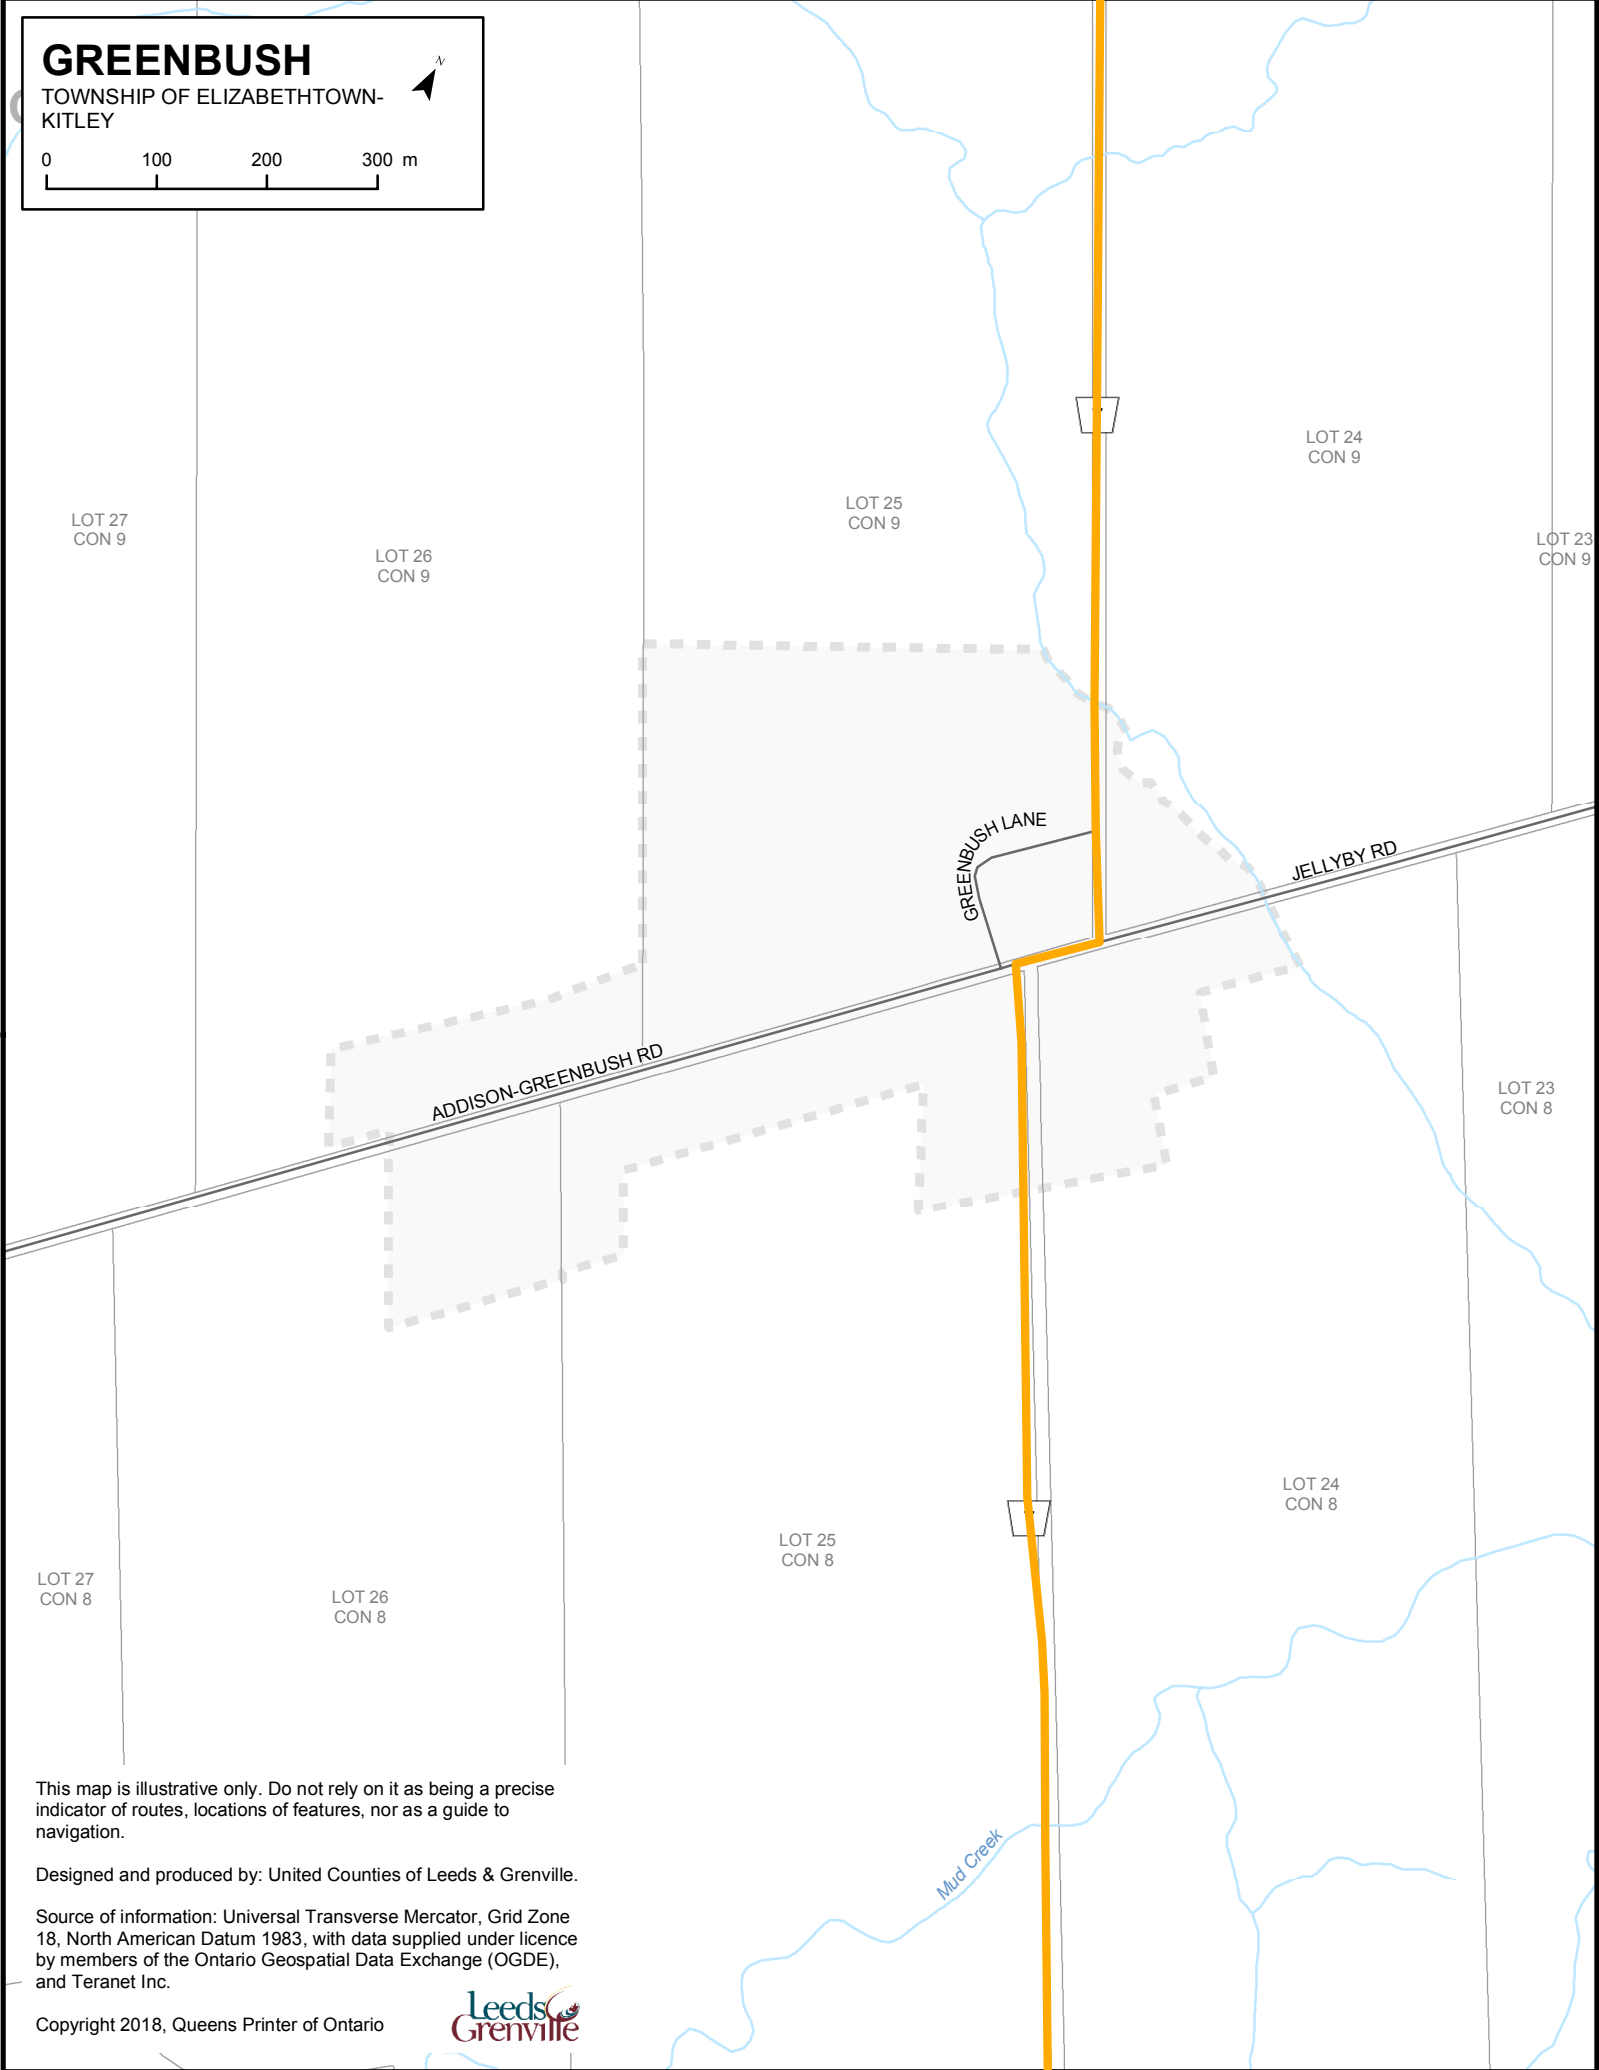 GREENBUSH
TOWNSHIP OF ELIZABETHTOWN-
KITLEY
N
0 100 200 300 m
LOT 24
CON 9
LOT 25
CON 9
LOT 27
CON 9
LOT 26
CON 9
LOT 23
CON 9
GREENBUSH LANE
JELLYBY RD
ADDISON-GREENBUSH RD
LOT 23
CON 8
LOT 24
CON 8
LOT 25
CON 8
LOT 27
CON 8
LOT 26
CON 8
Mud Creek
This map is illustrative only. Do not rely on it as being a precise
indicator of routes, locations of features, nor as a guide to
navigation.
Designed and produced by: United Counties of Leeds & Grenville.
Source of information: Universal Transverse Mercator, Grid Zone
18, North American Datum 1983, with data supplied under licence
by members of the Ontario Geospatial Data Exchange (OGDE),
and Teranet Inc.
Copyright 2018, Queens Printer of Ontario
Leeds
Grenville